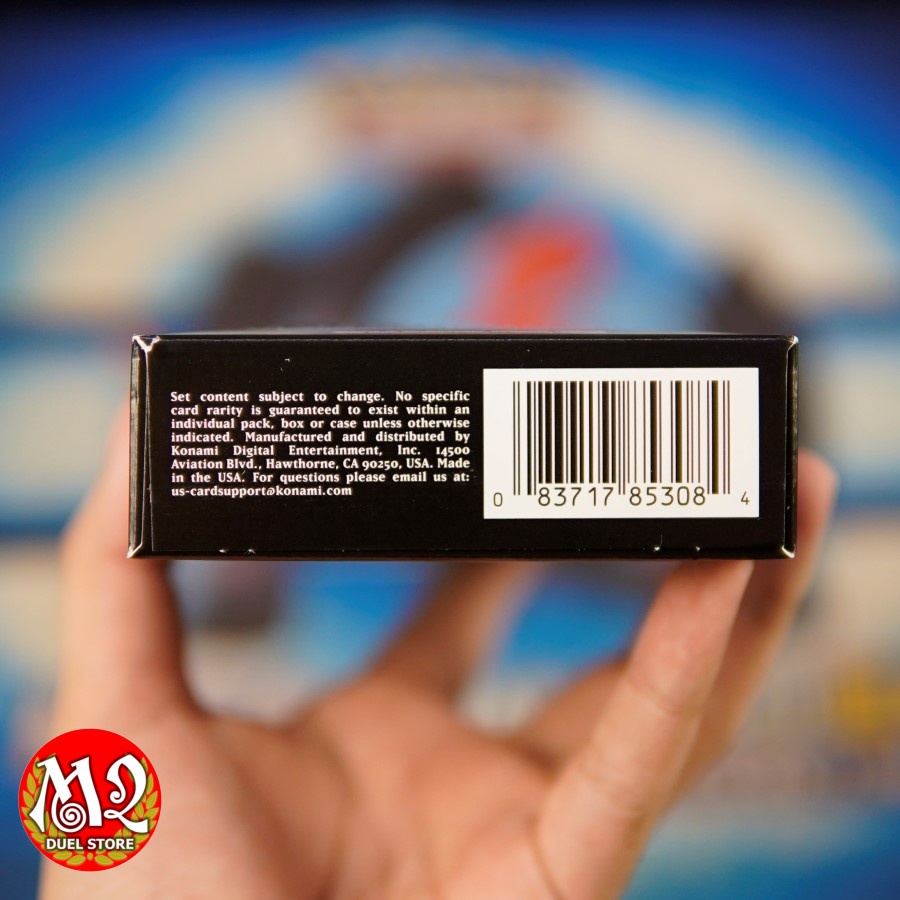 Set content subject to change. No specific
card rarity is guaranteed to exist within an
individual pack, box or case unless otherwise
indicated. Manufactured and distributed by
Konami Digital Entertainment, Inc. 14500
Aviation Blvd., Hawthorne, CA 90250, USA. Made
in the USA. For questions please email us at:
us-cardsupport@konami.com
0 83717 85308 4
M2
DUEL STORE